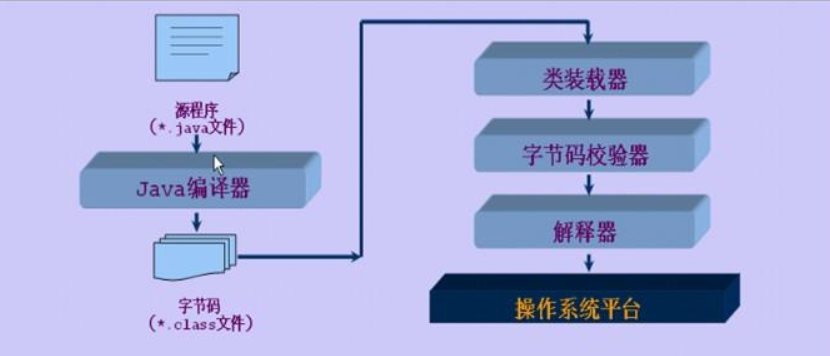 源程序
(*.java文件)
Java编译器
字节码
(*.class文件)
类装载器
字节码校验器
解释器
操作系统平台